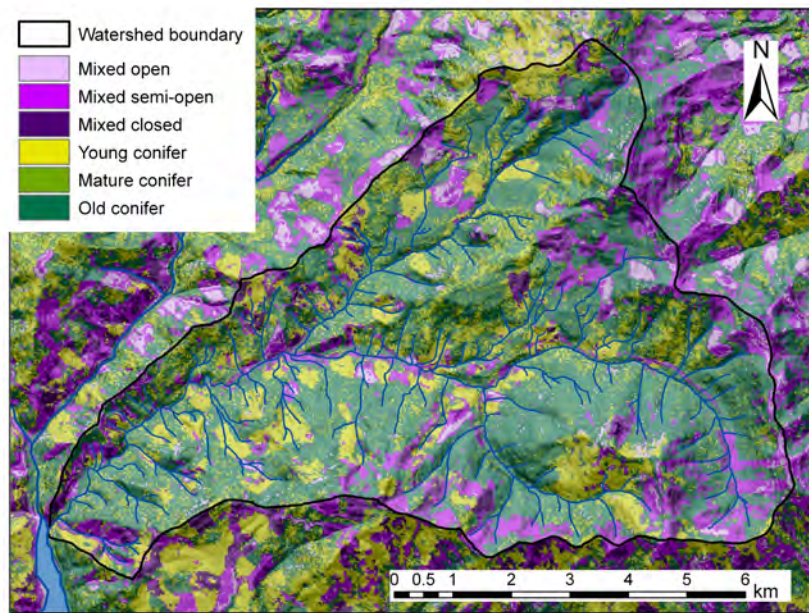 Watershed boundary
Mixed open
Mixed semi-open
Mixed closed
Young conifer
Mature conifer
Old conifer
N
0 0.5 1 2 3 4 5 6
km